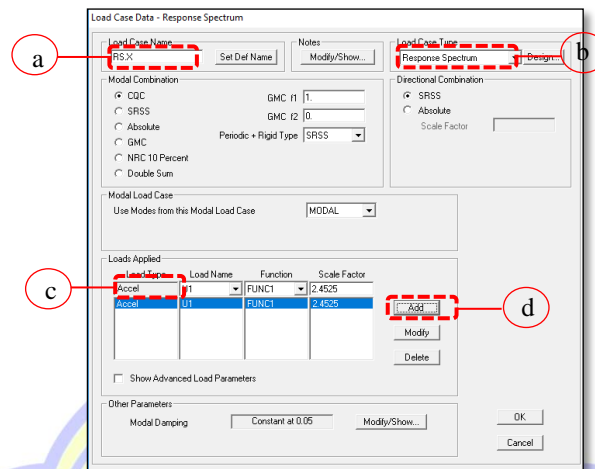 Load Case Data - Response Spectrum
Load Case Name
Notes
Load Case Type
a
RS.X
Set Def Name
Modify/Show...
Response Spectrum
Design...
b
Modal Combination
Directional Combination
CQC
GMC f1
1.
SRSS
SRSS
GMC f2
0.
Absolute
Absolute
Periodic + Rigid Type
SRSS
Scale Factor
GMC
NRC 10 Percent
Double Sum
Modal Load Case
Use Modes from this Modal Load Case
MODAL
Loads Applied
Load Type
Load Name
Function
Scale Factor
c
Accel
U1
FUNC1
2.4525
Accel
U1
FUNC1
2.4525
Add
d
Modify
Delete
Show Advanced Load Parameters
Other Parameters
Modal Damping
Constant at 0.05
Modify/Show...
OK
Cancel